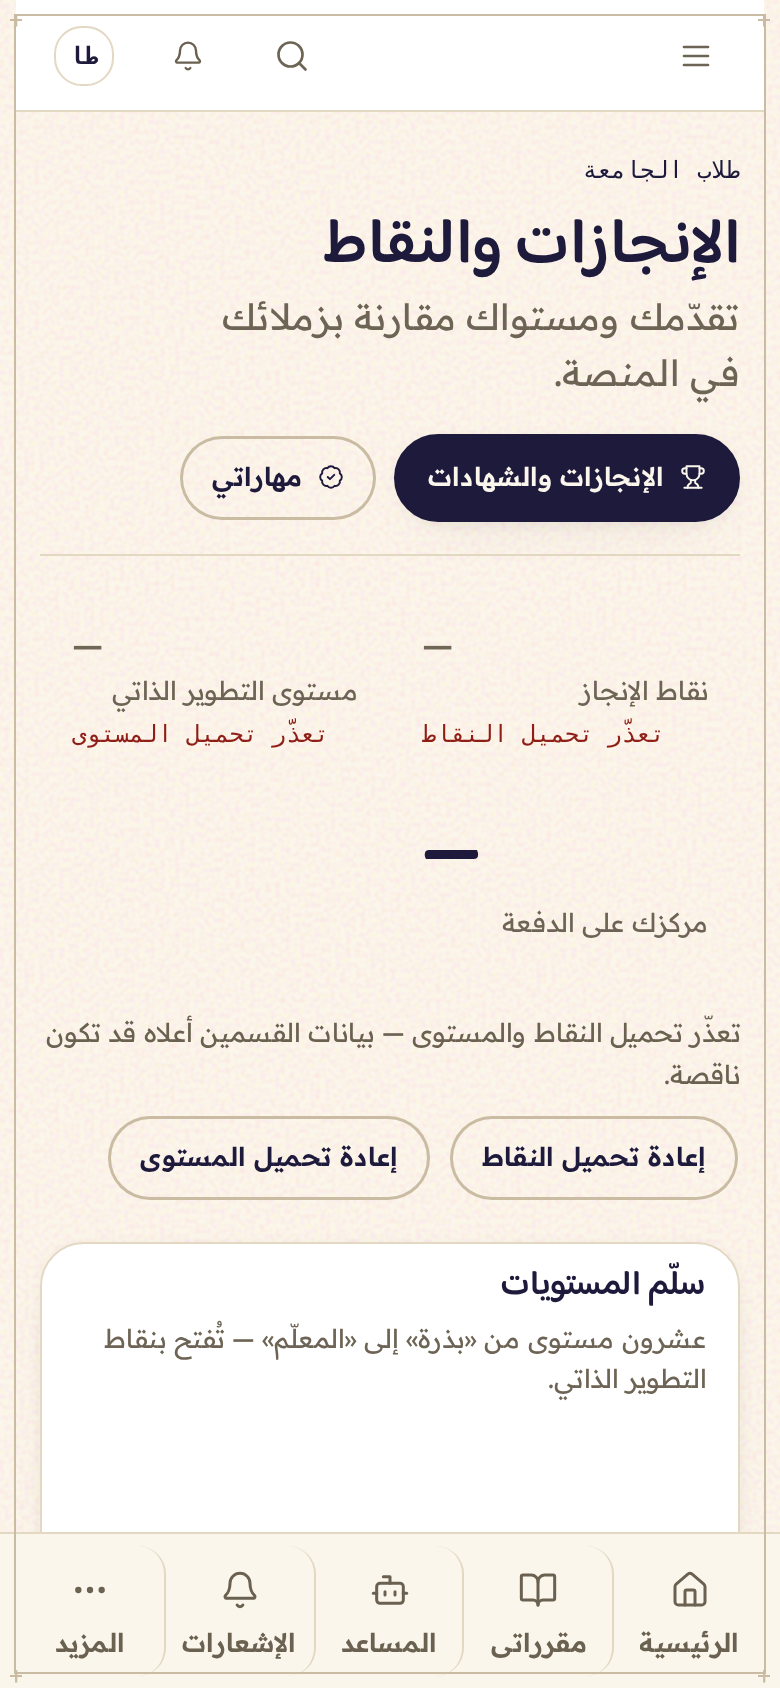 طا
طلاب الجامعة
الإنجازات والنقاط
تقدّمك ومستواك مقارنة بزملائك
في المنصة.
الإنجازات والشهادات
مهاراتي
—
نقاط الإنجاز
تعذّر تحميل النقاط
—
مستوى التطوير الذاتي
تعذّر تحميل المستوى
—
مركزك على الدفعة
تعذّر تحميل النقاط والمستوى — بيانات القسمين أعلاه قد تكون
ناقصة.
إعادة تحميل النقاط
إعادة تحميل المستوى
سلّم المستويات
عشرون مستوى من «بذرة» إلى «المعلّم» — تُفتح بنقاط
التطوير الذاتي.
الرئيسية
مقرراتي
المساعد
الإشعارات
المزيد